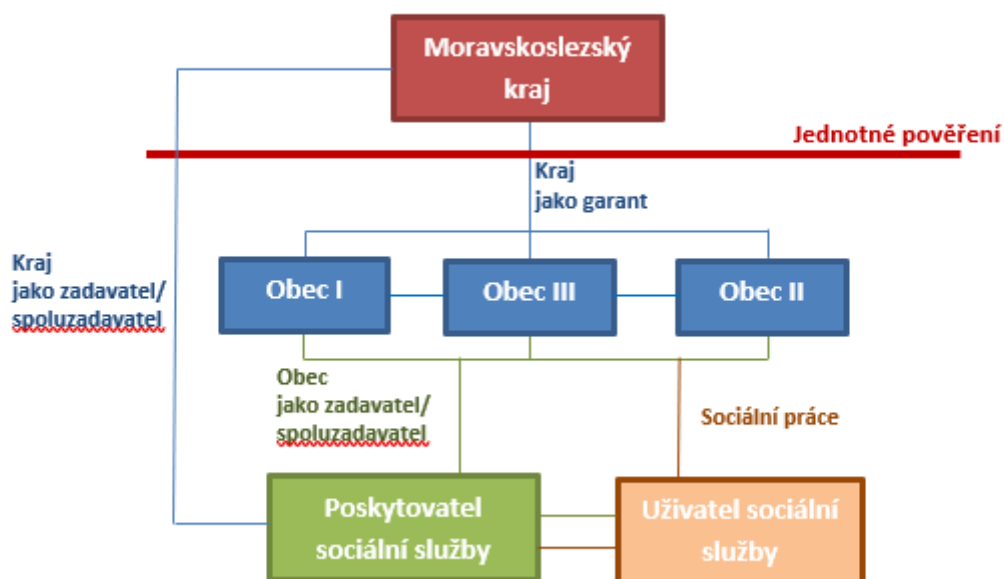 Moravskoslezský
kraj
Jednotné pověření
Kraj
jako garant
Kraj
jako zadavatel/
spoluzadavatel
Obec I
Obec III
Obec II
Obec
jako zadavatel/
spoluzadavatel
Sociální práce
Poskytovatel
sociální služby
Uživatel sociální
služby